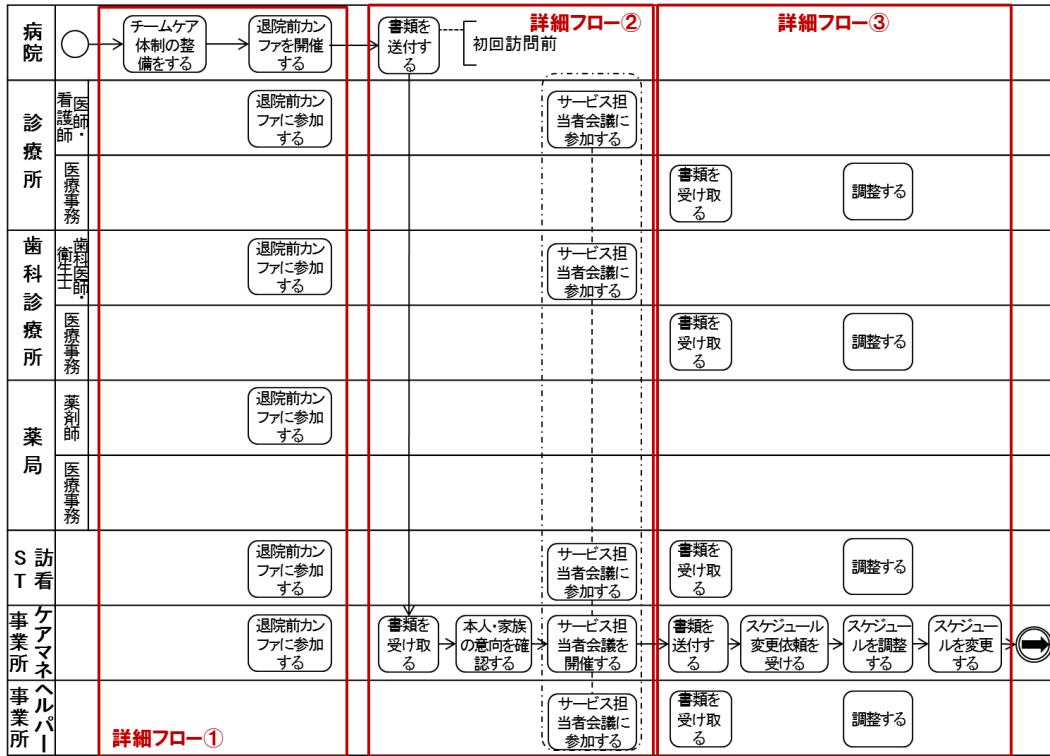 詳細フロー②
詳細フロー③
病院
チームケア
体制の整
備をする
退院前カン
ファを開催
する
書類を
送付す
る
初回訪問前
診療所
医師・
看護師
退院前カン
ファに参加
する
サービス担
当者会議に
参加する
医療事務
書類を
受け取
る
調整する
歯科診療所
歯科医師・
衛生士
退院前カン
ファに参加
する
サービス担
当者会議に
参加する
医療事務
書類を
受け取
る
調整する
薬局
薬剤師
退院前カン
ファに参加
する
医療事務
訪看
ST
退院前カン
ファに参加
する
サービス担
当者会議に
参加する
書類を
受け取
る
調整する
ケアマネ
事業所
退院前カン
ファに参加
する
書類を
受け取
る
本人・家族
の意向を確
認する
サービス担
当者会議を
開催する
書類を
送付す
る
スケジュール
変更依頼を
受ける
スケジュー
ルを調整
する
スケジュー
ルを変更
する
ヘルパー
事業所
サービス担
当者会議に
参加する
書類を
受け取
る
調整する
詳細フロー①